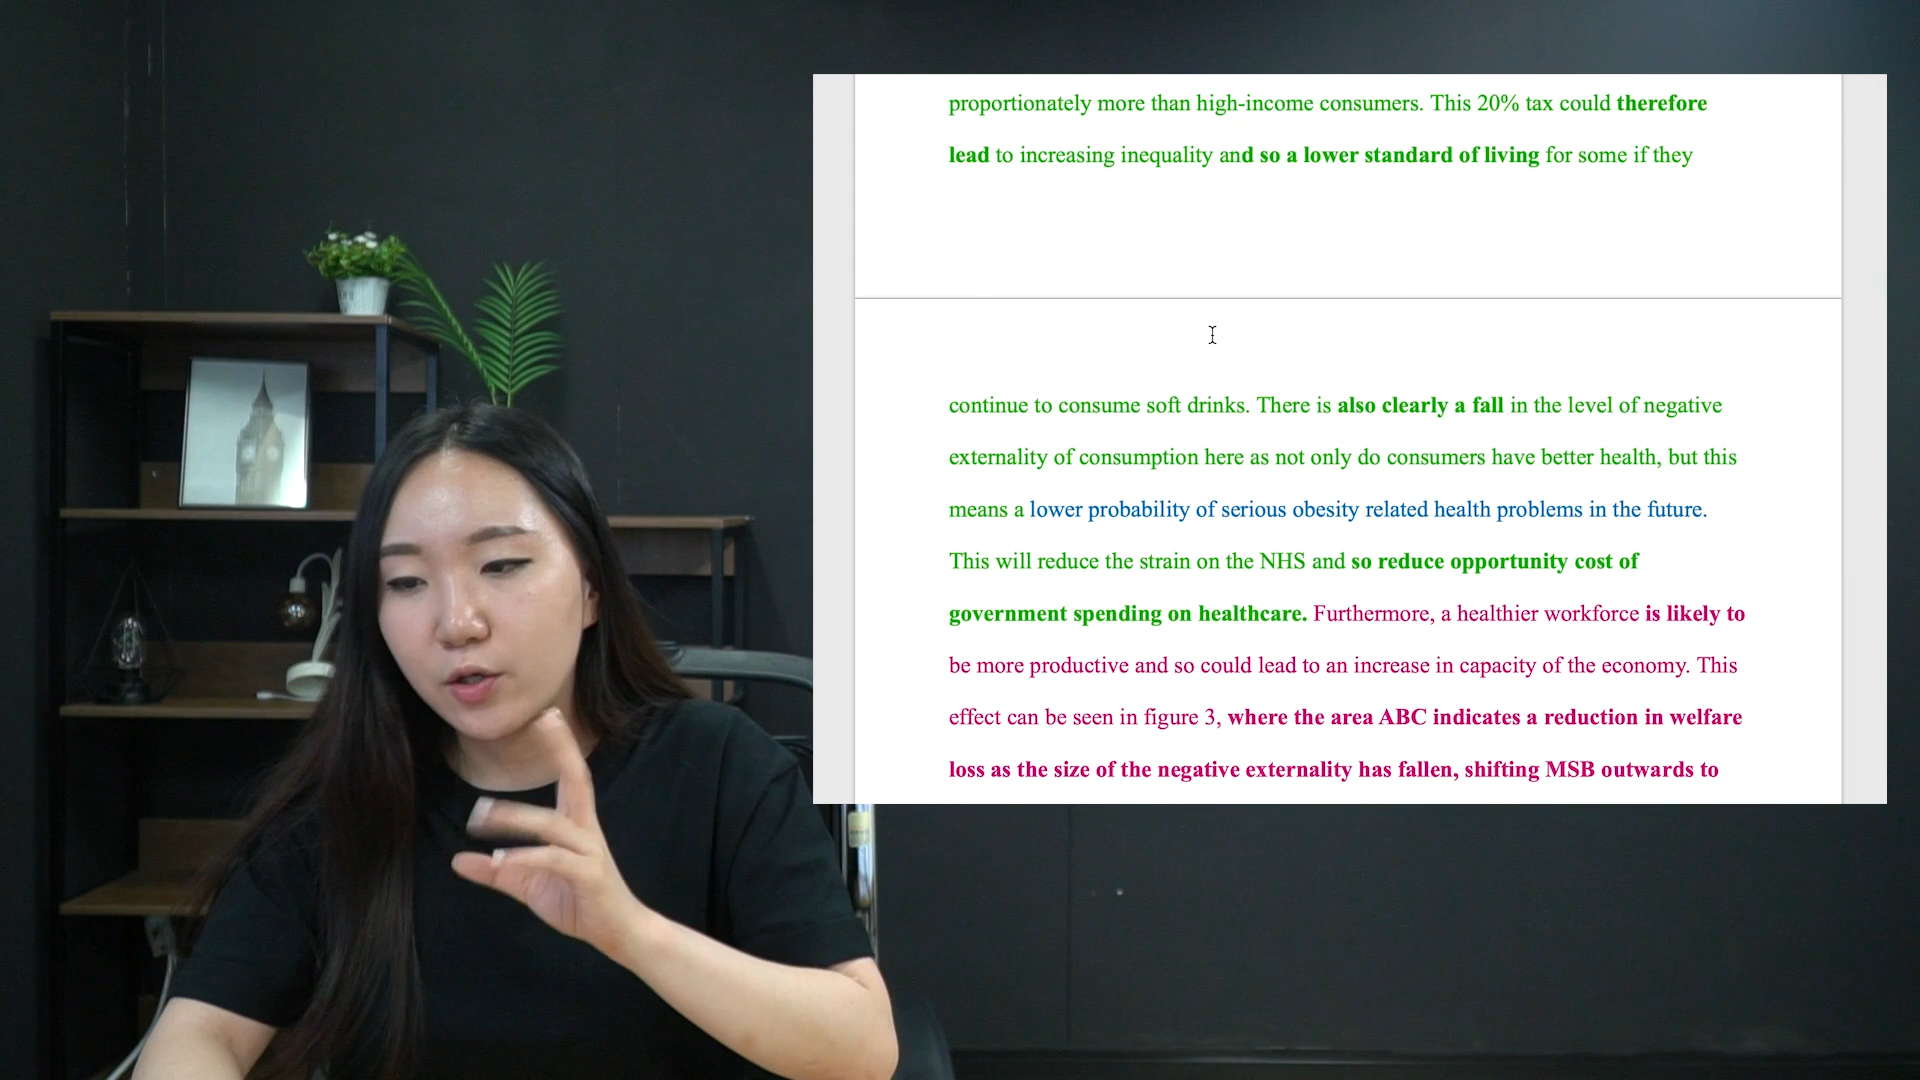 proportionately more than high-income consumers. This 20% tax could therefore
lead to increasing inequality and so a lower standard of living for some if they
continue to consume soft drinks. There is also clearly a fall in the level of negative
externality of consumption here as not only do consumers have better health, but this
means a lower probability of serious obesity related health problems in the future.
This will reduce the strain on the NHS and so reduce opportunity cost of
government spending on healthcare. Furthermore, a healthier workforce is likely to
be more productive and so could lead to an increase in capacity of the economy. This
effect can be seen in figure 3, where the area ABC indicates a reduction in welfare
loss as the size of the negative externality has fallen, shifting MSB outwards to